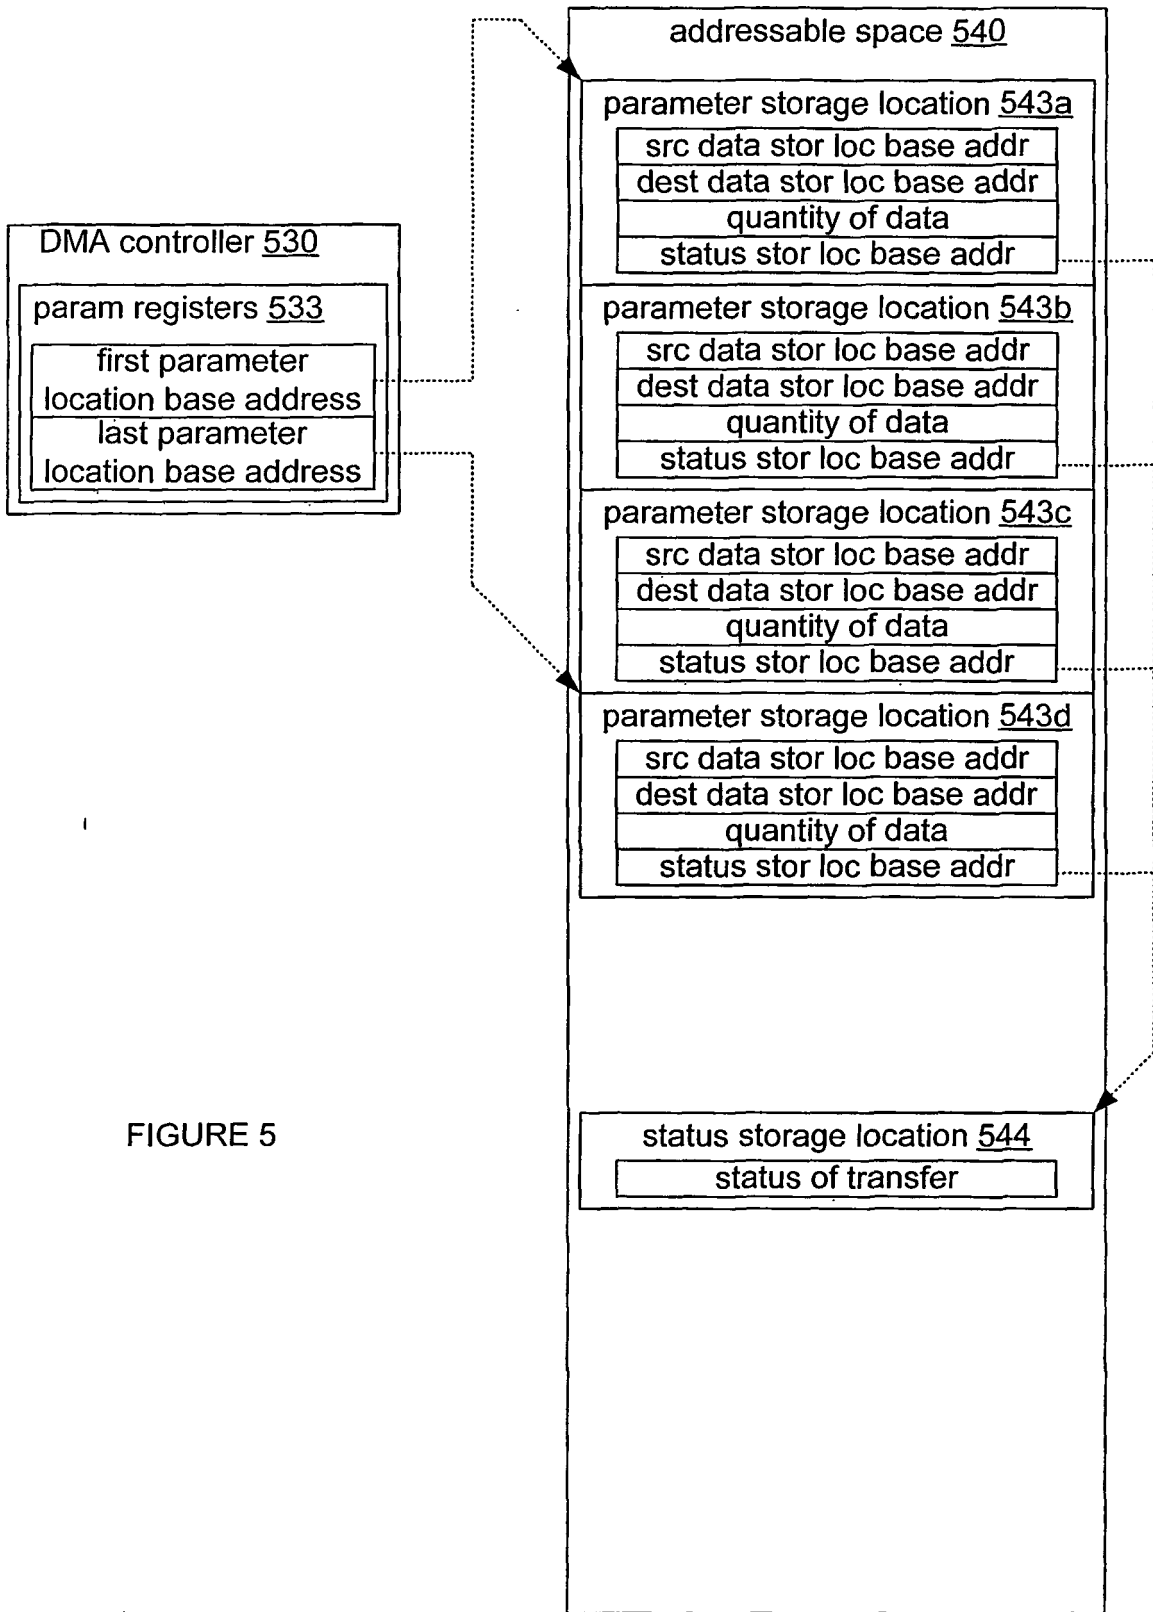 addressable space 540
parameter storage location 543a
src data stor loc base addr
dest data stor loc base addr
quantity of data
status stor loc base addr
DMA controller 530
param registers 533
first parameter
location base address
last parameter
location base address
parameter storage location 543b
src data stor loc base addr
dest data stor loc base addr
quantity of data
status stor loc base addr
parameter storage location 543c
src data stor loc base addr
dest data stor loc base addr
quantity of data
status stor loc base addr
parameter storage location 543d
src data stor loc base addr
dest data stor loc base addr
quantity of data
status stor loc base addr
FIGURE 5
status storage location 544
status of transfer